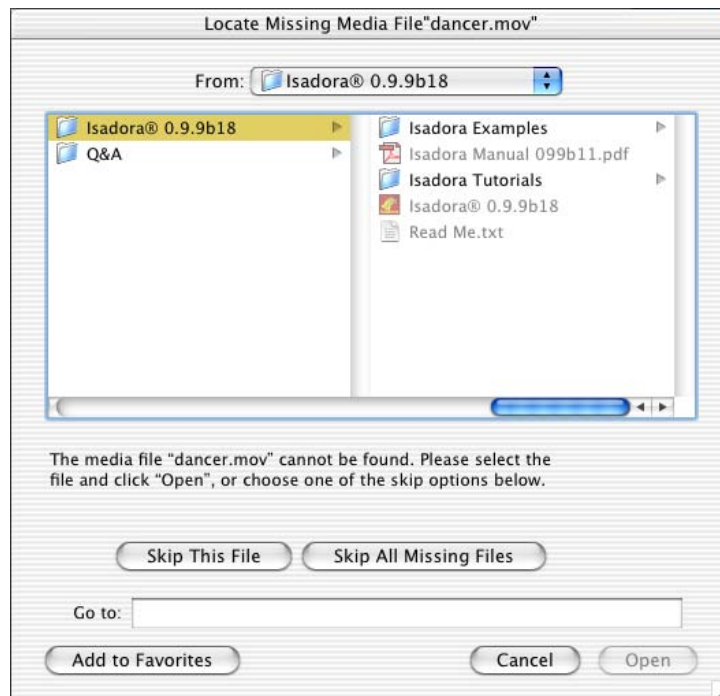 Locate Missing Media File"dancer.mov"
From: Isadora® 0.9.9b18
Isadora® 0.9.9b18
Q&A
Isadora Examples
Isadora Manual 099b11.pdf
Isadora Tutorials
Isadora® 0.9.9b18
Read Me.txt
The media file “dancer.mov” cannot be found. Please select the
file and click “Open”, or choose one of the skip options below.
Skip This File Skip All Missing Files
Go to:
Add to Favorites Cancel Open